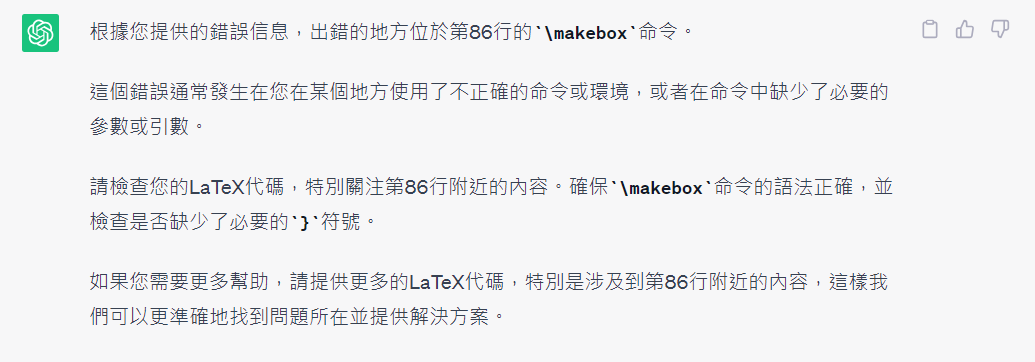 根據您提供的錯誤信息，出錯的地方位於第86行的`\makebox`命令。
這個錯誤通常發生在您在某個地方使用了不正確的命令或環境，或者在命令中缺少了必要的
參數或引數。
請檢查您的LaTeX代碼，特別關注第86行附近的內容。確保`\makebox`命令的語法正確，並
檢查是否缺少了必要的`}`符號。
如果您需要更多幫助，請提供更多的LaTeX代碼，特別是涉及到第86行附近的內容，這樣我
們可以更準確地找到問題所在並提供解決方案。